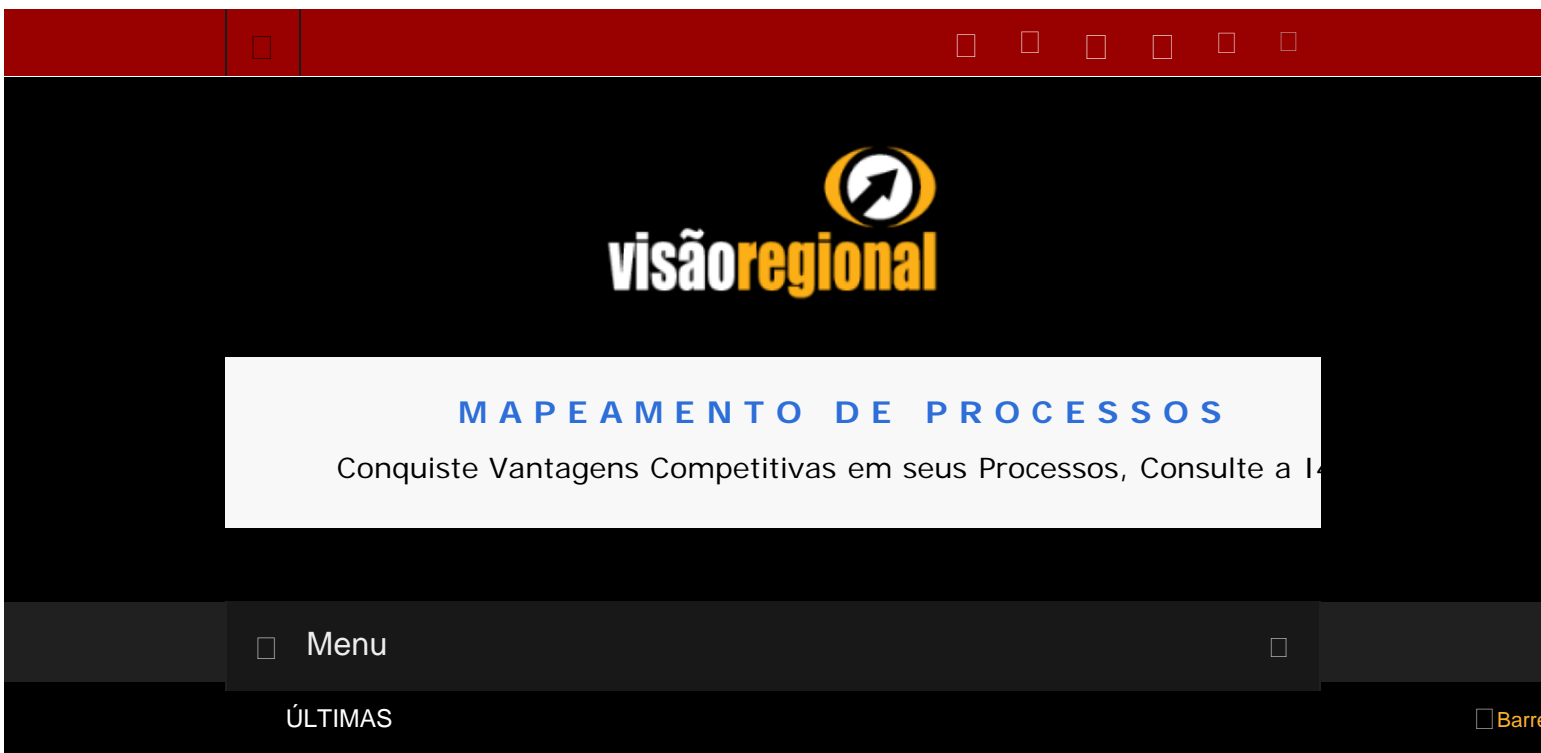 visãoregional
MAPEAMENTO DE PROCESSOS
Conquiste Vantagens Competitivas em seus Processos, Consulte a
Menu
ÚLTIMAS